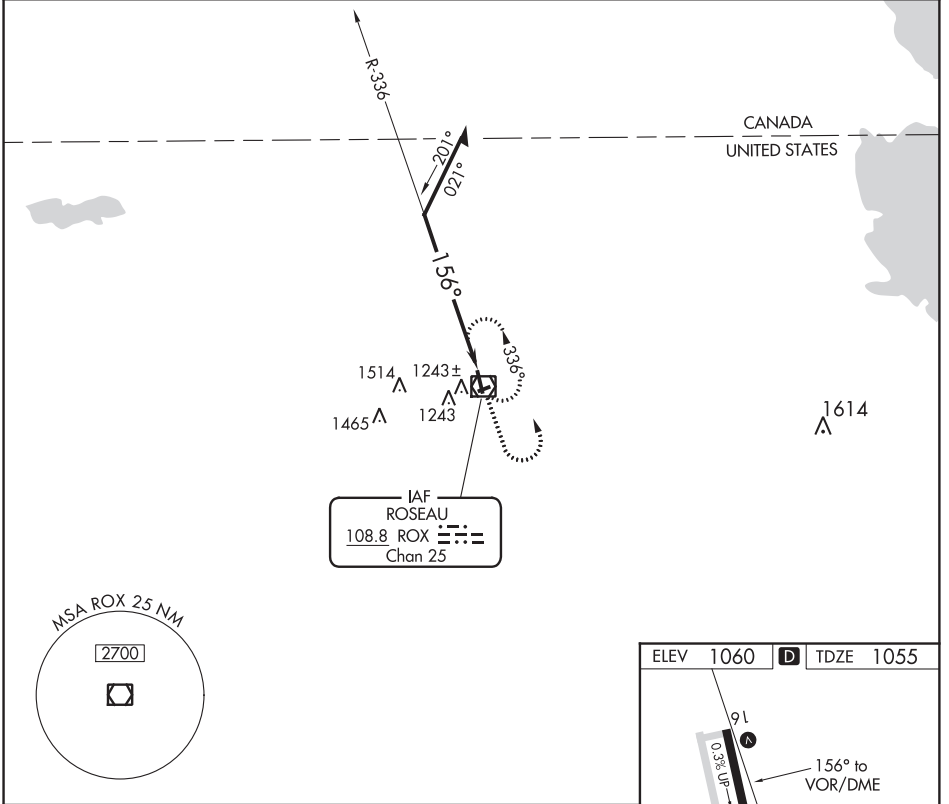 R-336
CANADA
UNITED STATES
201°
021°
156°
336°
1514
1243±
1465
1243
1614
IAF
ROSEAU
108.8 ROX
Chan 25
MSA ROX 25 NM
2700
ELEV 1060 D TDZE 1055
16
V
0.3% UP
156° to
VOR/DME